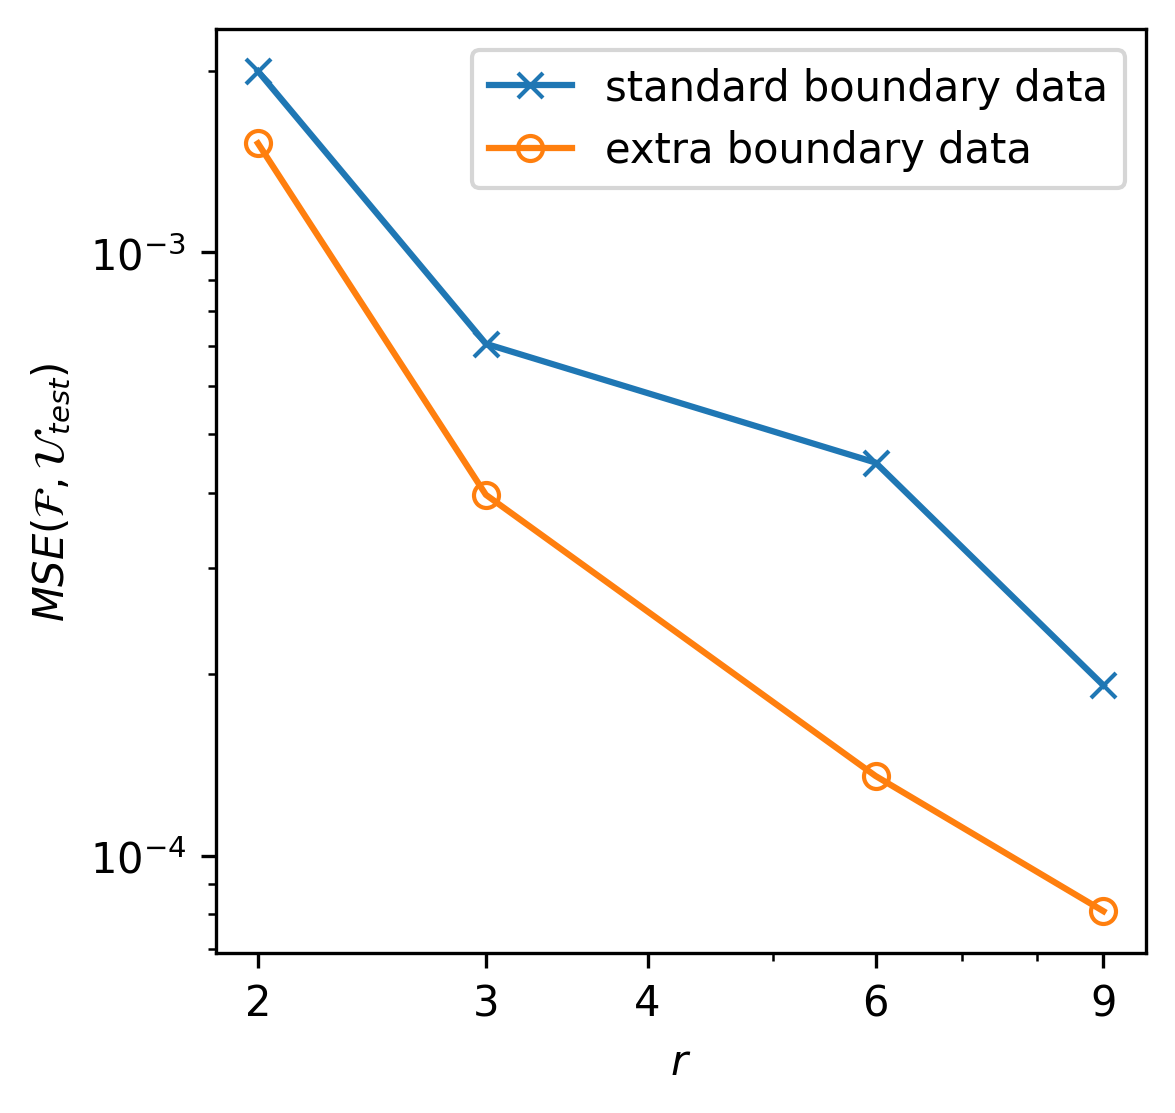 standard boundary data
extra boundary data
10⁻³
10⁻⁴
MSE(ℱ, 𝒰_test)
2 3 4 6 9
r